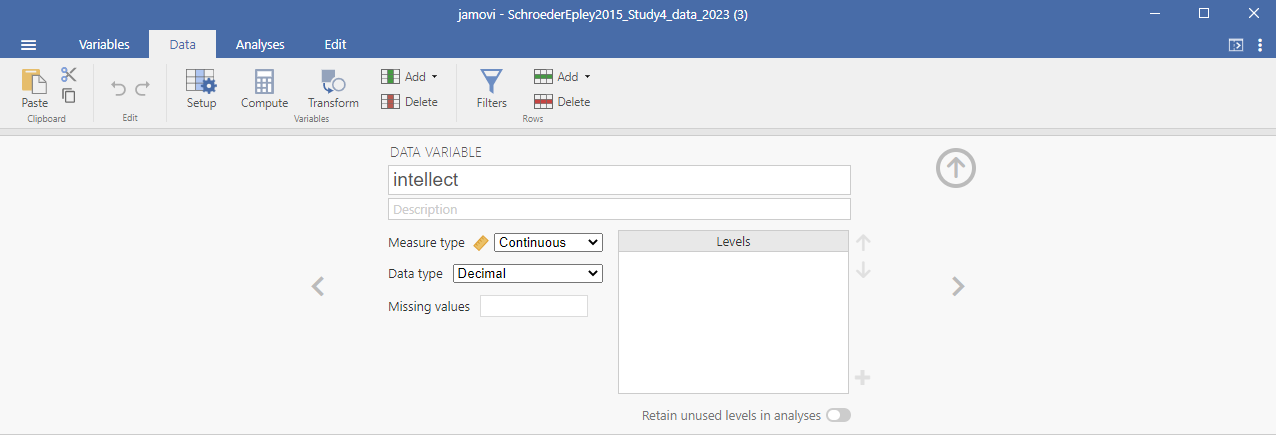 jamovi - SchroederEpley2015_Study4_data_2023 (3)
Variables Data Analyses Edit
Paste
Clipboard
Edit
Setup Compute Transform
Add
Delete
Variables
Filters
Add
Delete
Rows
DATA VARIABLE
intellect
Description
Measure type Continuous
Data type Decimal
Missing values
Levels
Retain unused levels in analyses